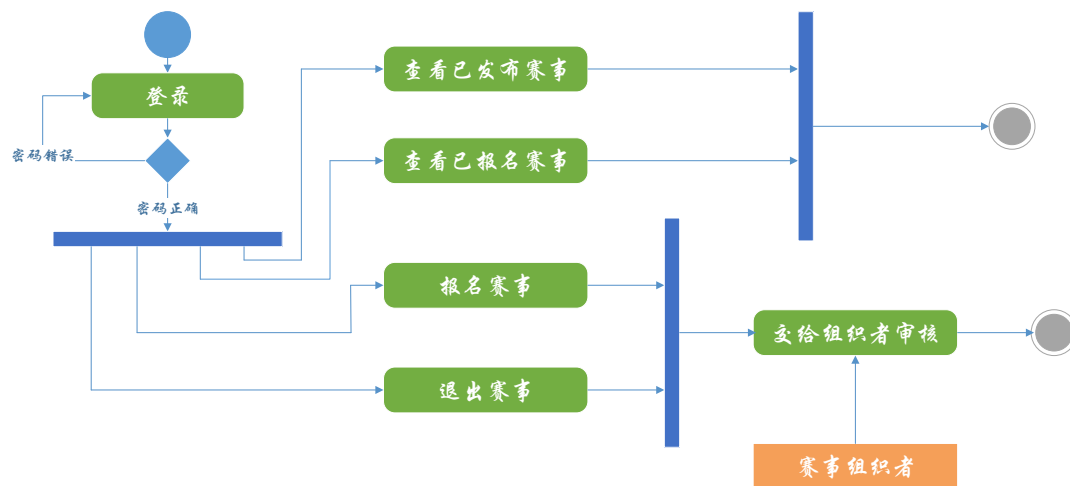 登录
密码错误
密码正确
查看已发布赛事
查看已报名赛事
报名赛事
退出赛事
交给组织者审核
赛事组织者